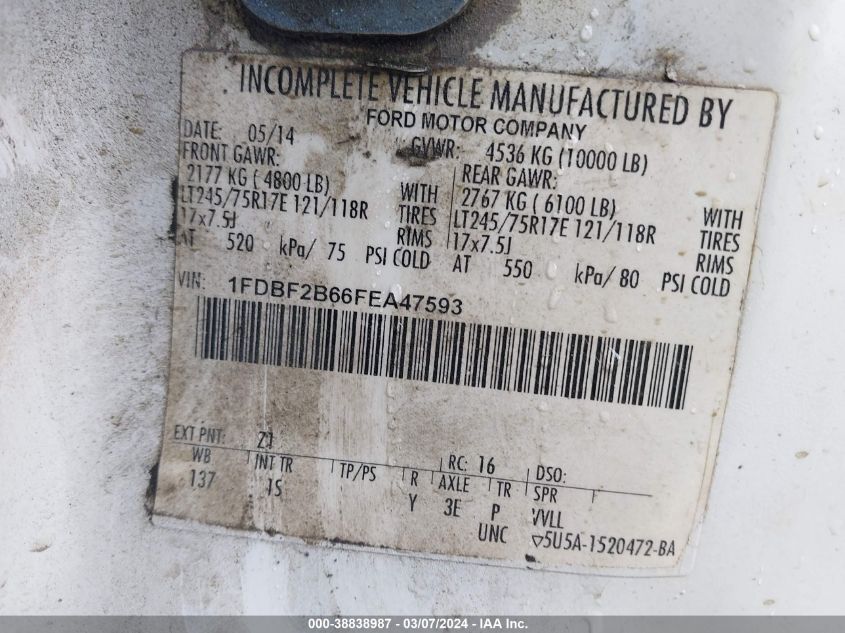 INCOMPLETE VEHICLE MANUFACTURED BY
FORD MOTOR COMPANY
DATE: 05/14 GVWR: 4536 KG (10000 LB)
FRONT GAWR: REAR GAWR:
2177 KG ( 4800 LB) WITH 2767 KG ( 6100 LB) WITH
LT245/75R17E 121/118R TIRES LT245/75R17E 121/118R TIRES
17x7.5J RIMS 17x7.5J RIMS
AT 520 kPa/ 75 PSI COLD AT 550 kPa/ 80 PSI COLD
VIN: 1FDBF2B66FEA47593
EXT PNT: Z1 RC: 16 DSO:
WB INT TR TP/PS R AXLE TR SPR
137 IS Y 3E P VVLL
UNC ▽5U5A-1520472-BA
000-38838987 - 03/07/2024 - IAA Inc.